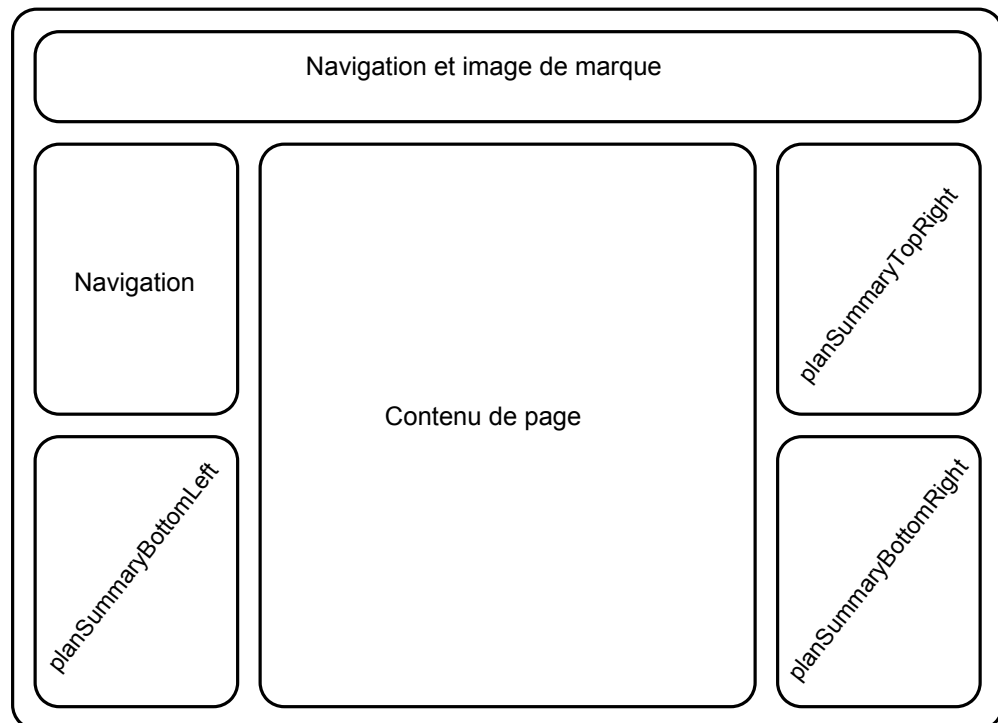 Navigation et image de marque
Navigation
planSummaryTopRight
Contenu de page
planSummaryBottomLeft
planSummaryBottomRight